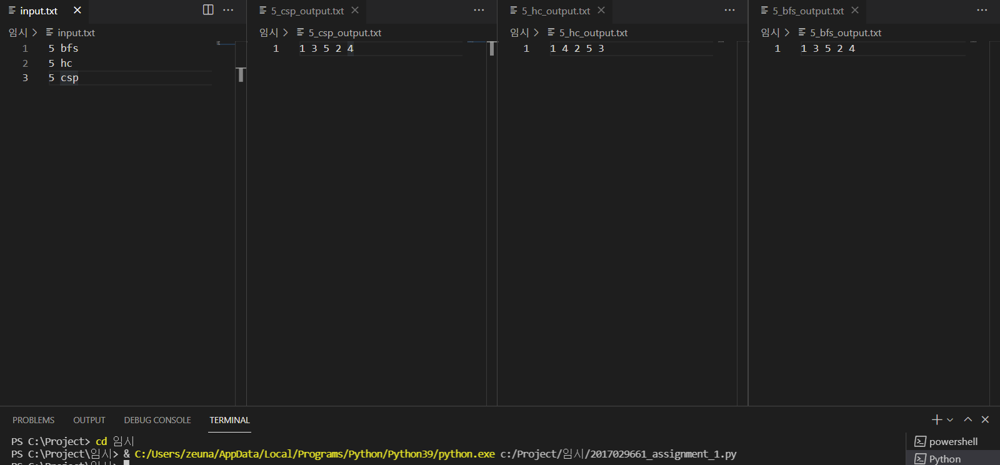 input.txt
임시 > input.txt
1 5 bfs
2 5 hc
3 5 csp
5_csp_output.txt
임시 > 5_csp_output.txt
1 1 3 5 2 4
5_hc_output.txt
임시 > 5_hc_output.txt
1 1 4 2 5 3
5_bfs_output.txt
임시 > 5_bfs_output.txt
1 1 3 5 2 4
PROBLEMS OUTPUT DEBUG CONSOLE TERMINAL
PS C:\Project> cd 임시
PS C:\Project\임시> & C:/Users/zeuna/AppData/Local/Programs/Python/Python39/python.exe c:/Project/임시/2017029661_assignment_1.py
PS C:\Project\임시>
powershell
Python